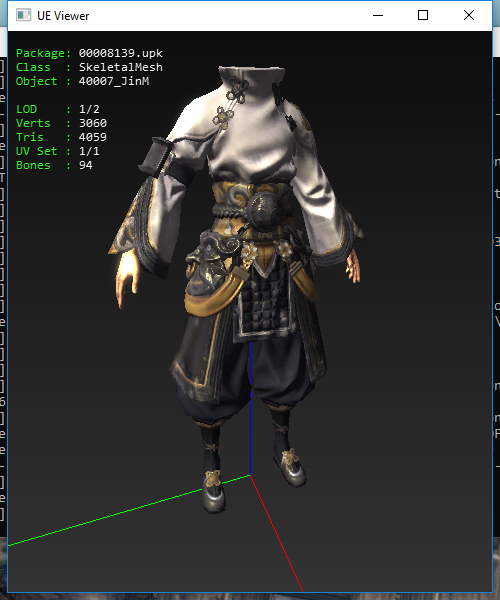 UE Viewer
Package: 00008139.upk
Class : SkeletalMesh
Object : 40007_JinM
LOD : 1/2
Verts : 3060
Tris : 4059
UV Set : 1/1
Bones : 94